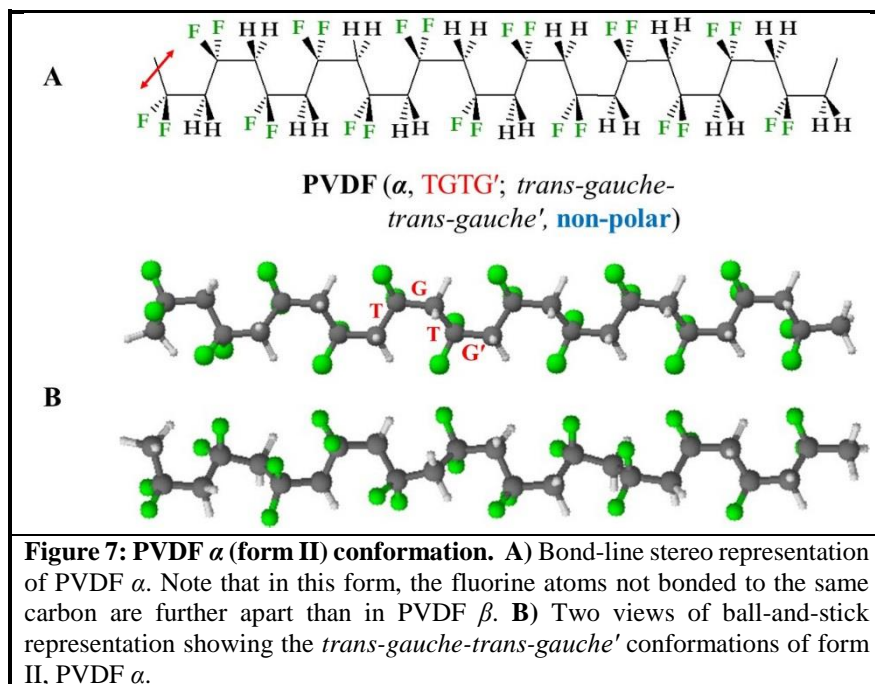 F F H H F F H H F F H H F F H H F F H H F F H H
A
F F H H F F H H F F H H F F H H F F H H F F H H F F H H
PVDF (α, TGTG′; trans-gauche-
trans-gauche′, non-polar)
G
T
T
G′
B
Figure 7: PVDF α (form II) conformation. A) Bond-line stereo representation
of PVDF α. Note that in this form, the fluorine atoms not bonded to the same
carbon are further apart than in PVDF β. B) Two views of ball-and-stick
representation showing the trans-gauche-trans-gauche′ conformations of form
II, PVDF α.